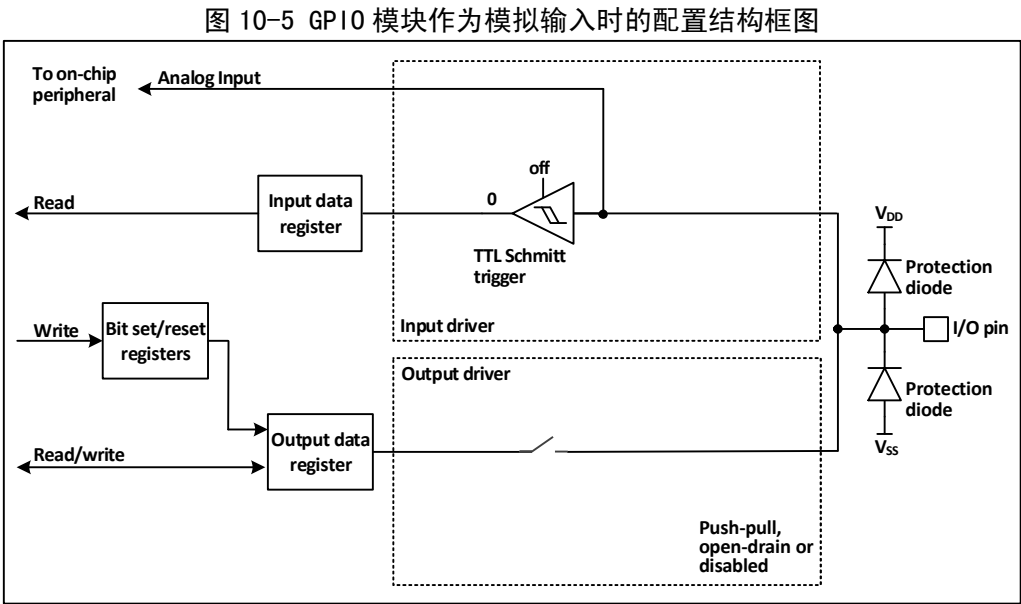 图 10-5 GPIO 模块作为模拟输入时的配置结构框图
To on-chip
peripheral
Analog Input
off
Read
Input data
register
0
TTL Schmitt
trigger
VDD
Protection
diode
Write
Bit set/reset
registers
Input driver
I/O pin
Output driver
Protection
diode
Read/write
Output data
register
VSS
Push-pull,
open-drain or
disabled